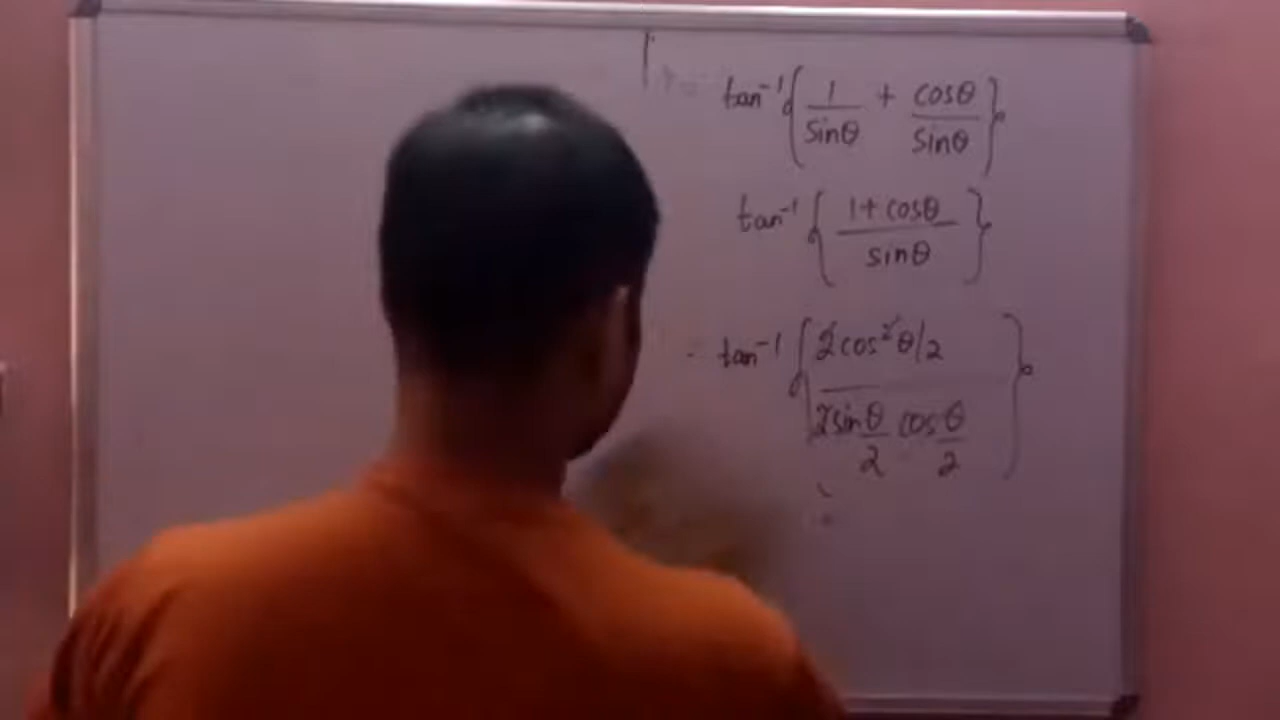 tan⁻¹{ 1/sinθ + cosθ/sinθ }
tan⁻¹{ (1+cosθ)/sinθ }
tan⁻¹{ 2cos²θ/2
2sin θ/2 cos θ/2 }